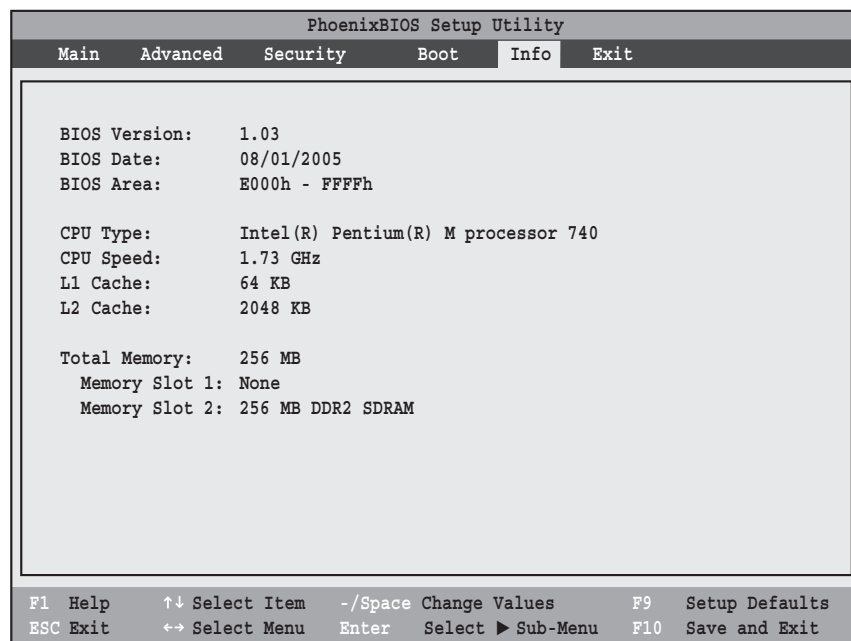 PhoenixBIOS Setup Utility
Main Advanced Security Boot Info Exit
BIOS Version: 1.03
BIOS Date: 08/01/2005
BIOS Area: E000h - FFFFh
CPU Type: Intel(R) Pentium(R) M processor 740
CPU Speed: 1.73 GHz
L1 Cache: 64 KB
L2 Cache: 2048 KB
Total Memory: 256 MB
Memory Slot 1: None
Memory Slot 2: 256 MB DDR2 SDRAM
F1 Help ↑↓ Select Item -/Space Change Values F9 Setup Defaults
ESC Exit ←→ Select Menu Enter Select ▶ Sub-Menu F10 Save and Exit